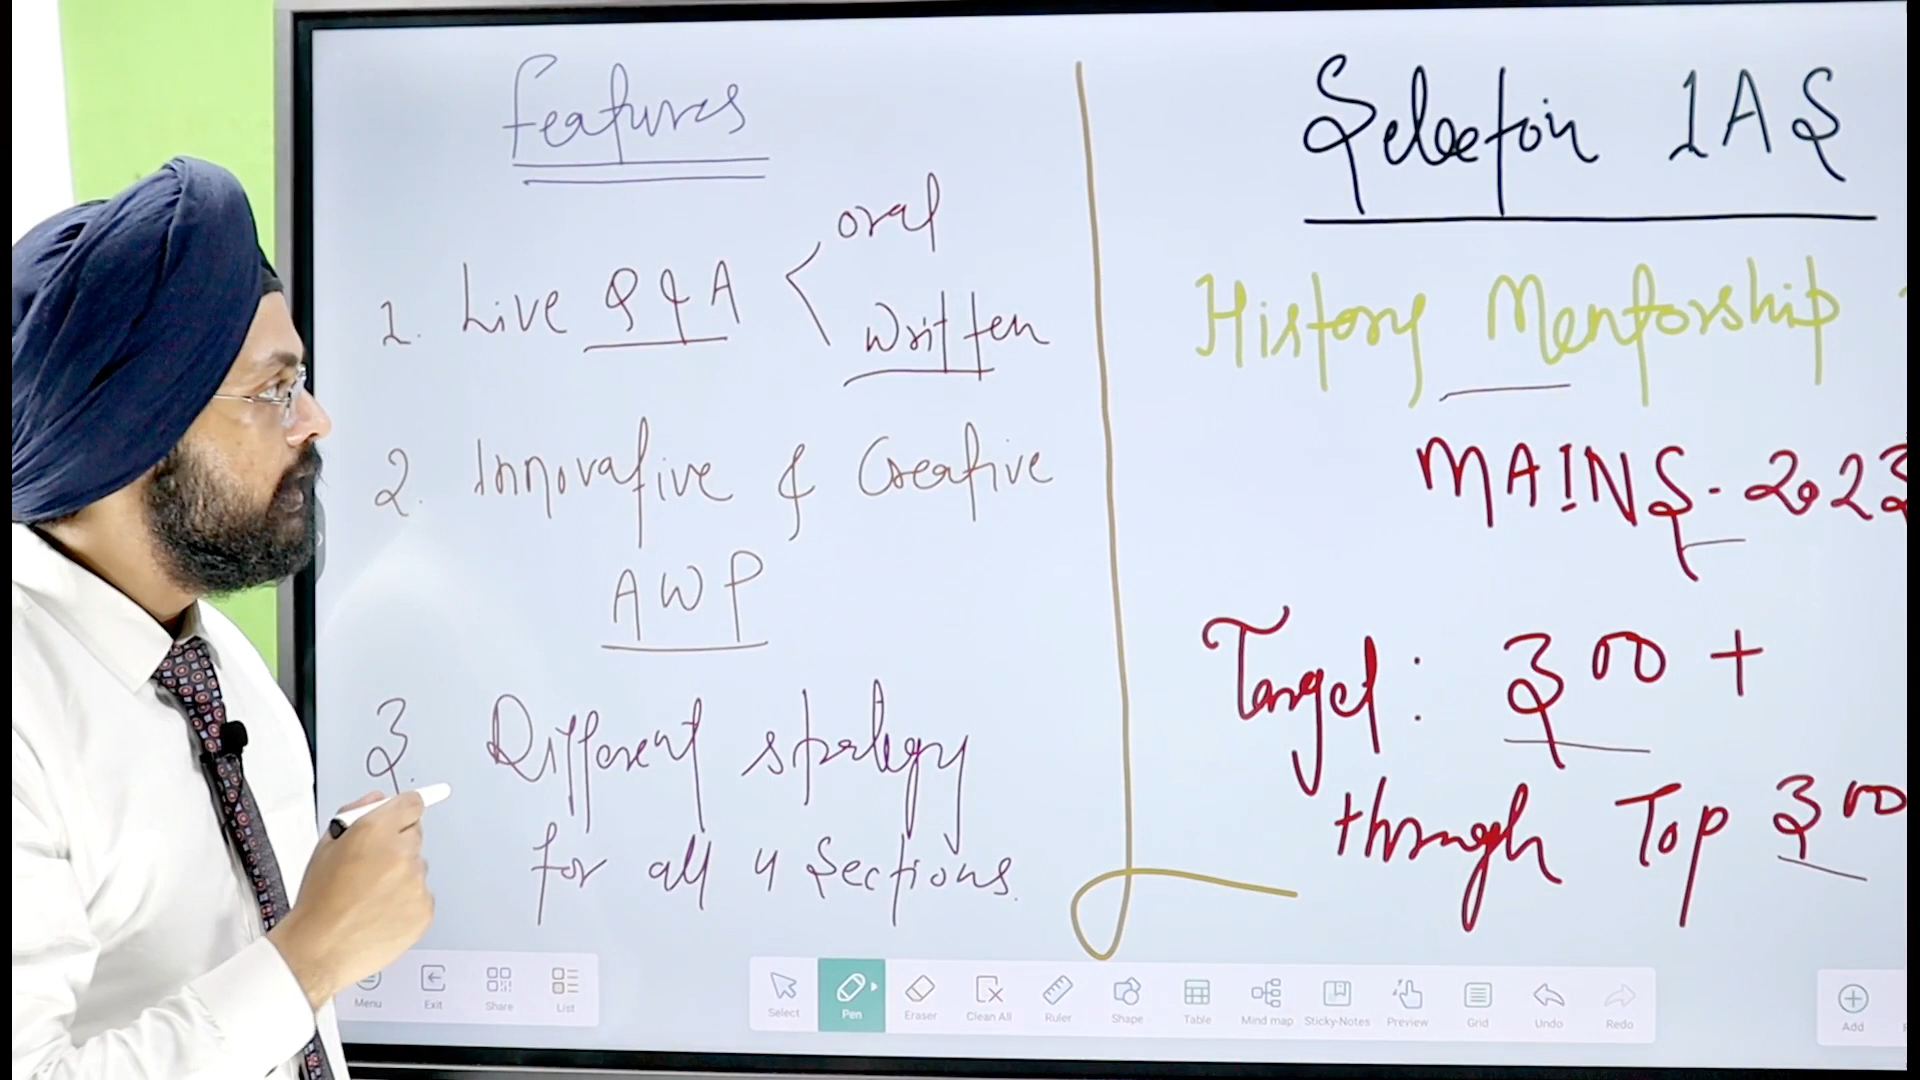 Features
1. Live Q & A
oral
written
2. Innovative & Creative
AWP
3. Different strategy
for all 4 Sections.
Selection IAS
History Mentorship
MAINS - 2023
Target : 300 +
through Top 300
Menu Exit Share List Select Pen Eraser Clean All Ruler Shape Table Mind map Sticky-Notes Preview Grid Undo Redo Add